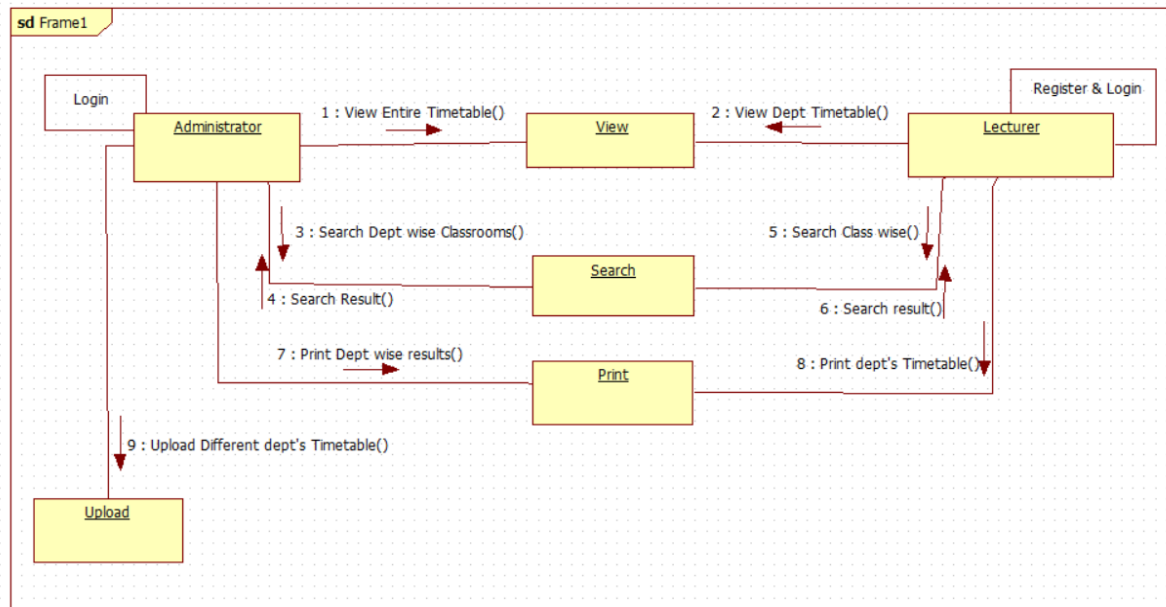 sd Frame1
Login
Register & Login
1 : View Entire Timetable()
2 : View Dept Timetable()
Administrator
View
Lecturer
3 : Search Dept wise Classrooms()
5 : Search Class wise()
Search
4 : Search Result()
6 : Search result()
7 : Print Dept wise results()
8 : Print dept's Timetable()
Print
9 : Upload Different dept's Timetable()
Upload